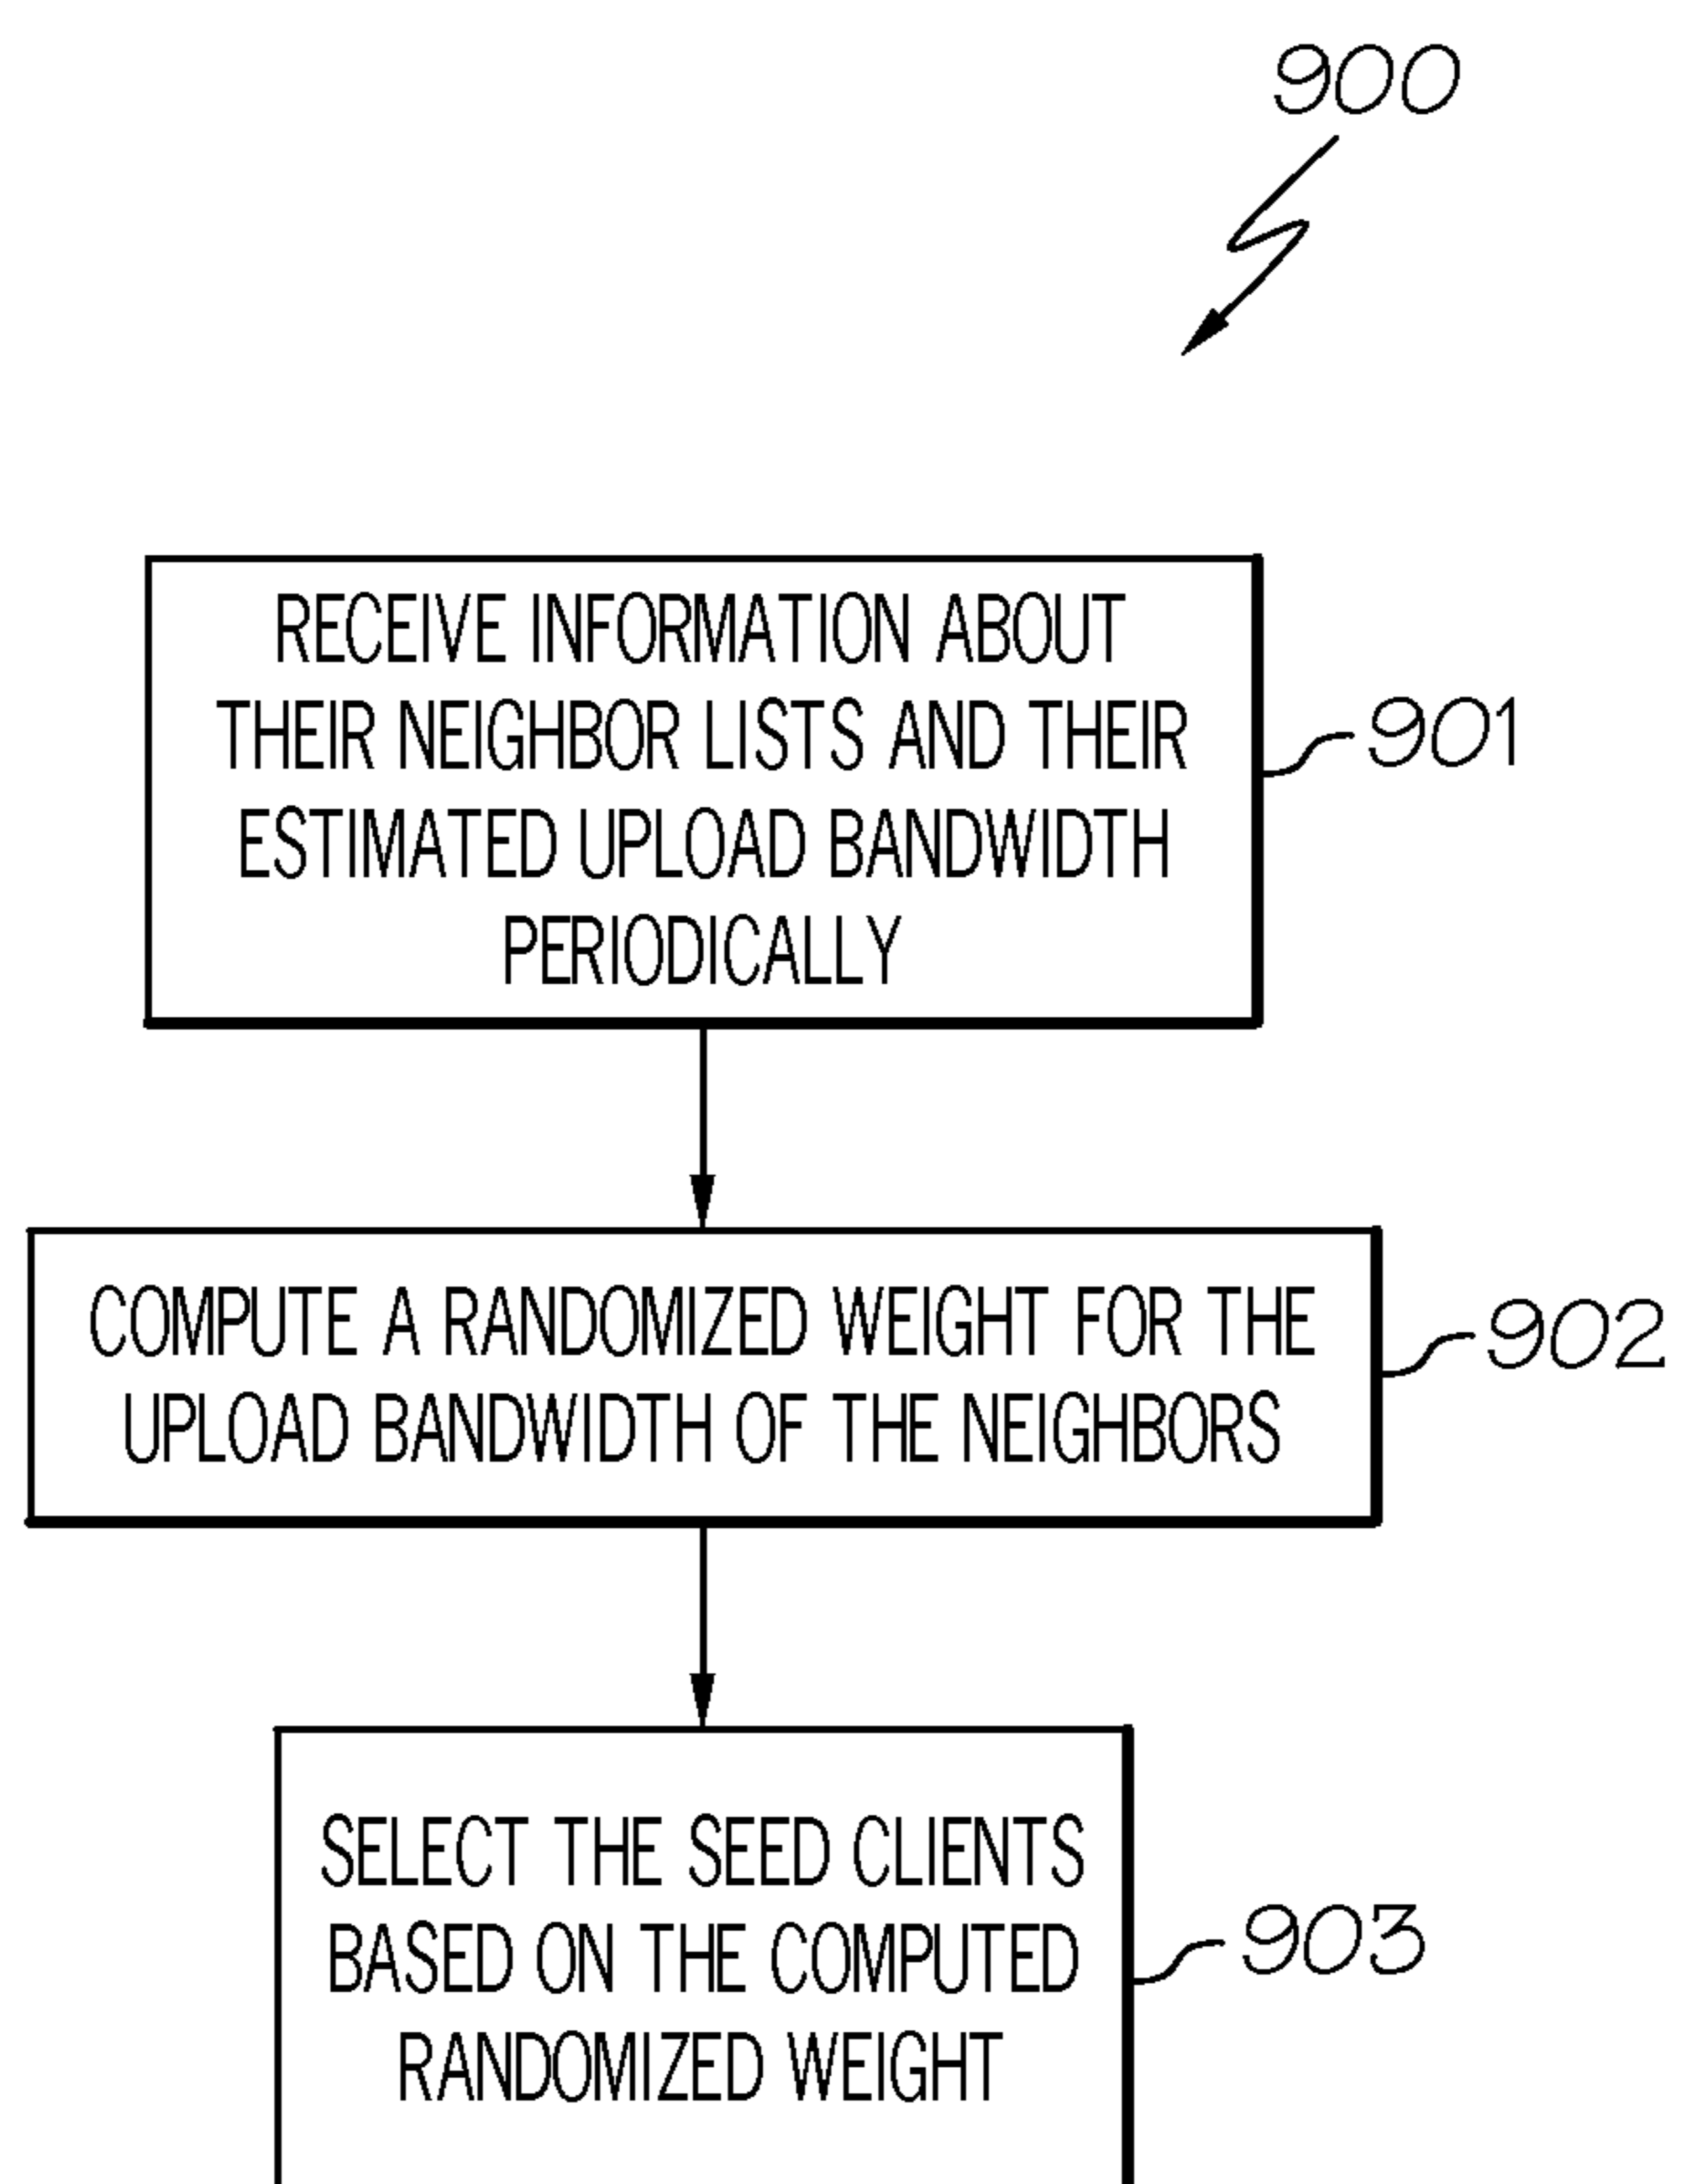 900
RECEIVE INFORMATION ABOUT
THEIR NEIGHBOR LISTS AND THEIR
ESTIMATED UPLOAD BANDWIDTH
PERIODICALLY
901
COMPUTE A RANDOMIZED WEIGHT FOR THE
UPLOAD BANDWIDTH OF THE NEIGHBORS
902
SELECT THE SEED CLIENTS
BASED ON THE COMPUTED
RANDOMIZED WEIGHT
903